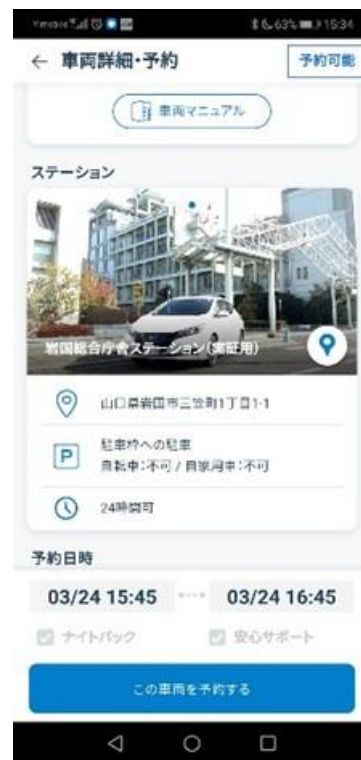 Y!mobile 63% 15:34
← 車両詳細・予約 予約可能
車両マニュアル
ステーション
岩国総合庁舎ステーション(実証用)
山口県岩国市三笠町1丁目1-1
P 駐車枠への駐車
自転車:不可 / 自家用車:不可
24時間可
予約日時
03/24 15:45 03/24 16:45
ナイトパック 安心サポート
この車両を予約する